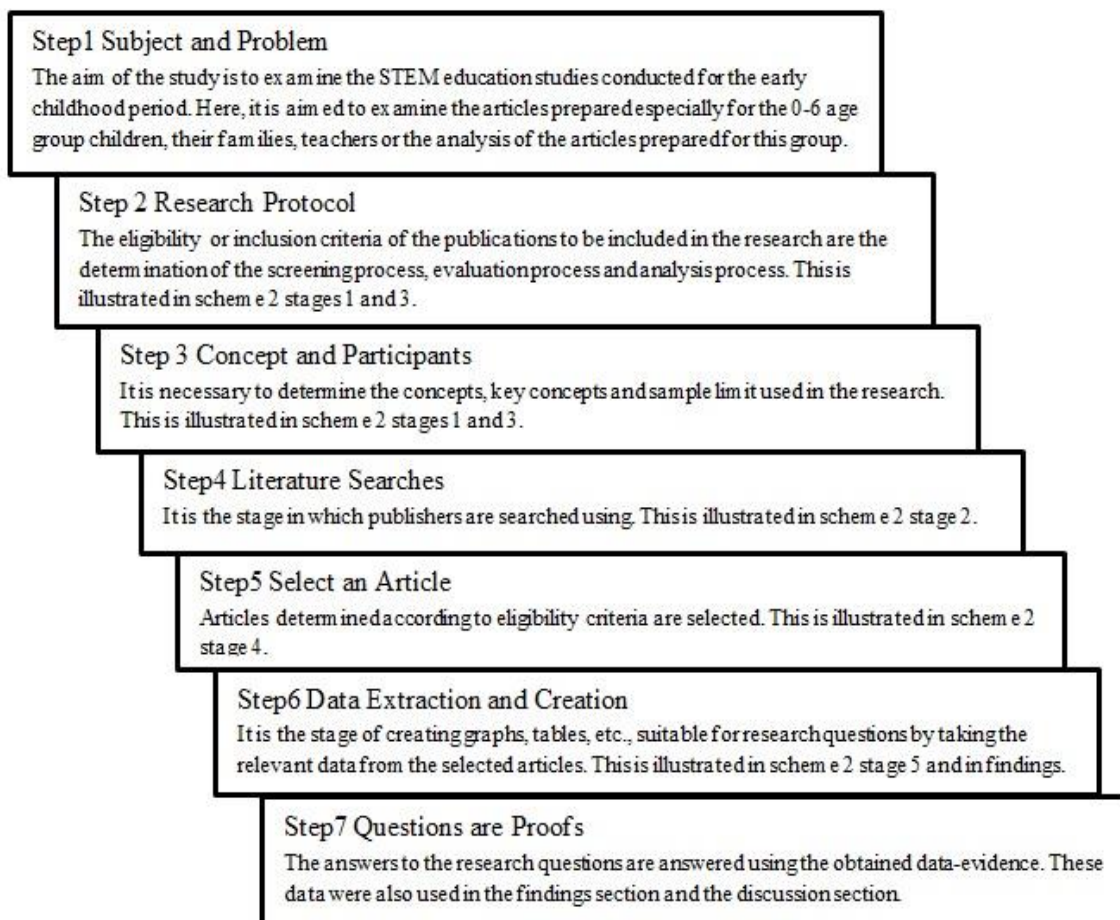 Step1 Subject and Problem
The aim of the study is to examine the STEM education studies conducted for the early
childhood period. Here, it is aimed to examine the articles prepared especially for the 0-6 age
group children, their families, teachers or the analysis of the articles prepared for this group.
Step 2 Research Protocol
The eligibility or inclusion criteria of the publications to be included in the research are the
determination of the screening process, evaluation process and analysis process. This is
illustrated in scheme 2 stages 1 and 3.
Step 3 Concept and Participants
It is necessary to determine the concepts, key concepts and sample limit used in the research.
This is illustrated in scheme 2 stages 1 and 3.
Step4 Literature Searches
It is the stage in which publishers are searched using. This is illustrated in scheme 2 stage 2.
Step5 Select an Article
Articles determined according to eligibility criteria are selected. This is illustrated in scheme 2
stage 4.
Step6 Data Extraction and Creation
It is the stage of creating graphs, tables, etc., suitable for research questions by taking the
relevant data from the selected articles. This is illustrated in scheme 2 stage 5 and in findings.
Step7 Questions are Proofs
The answers to the research questions are answered using the obtained data-evidence. These
data were also used in the findings section and the discussion section.